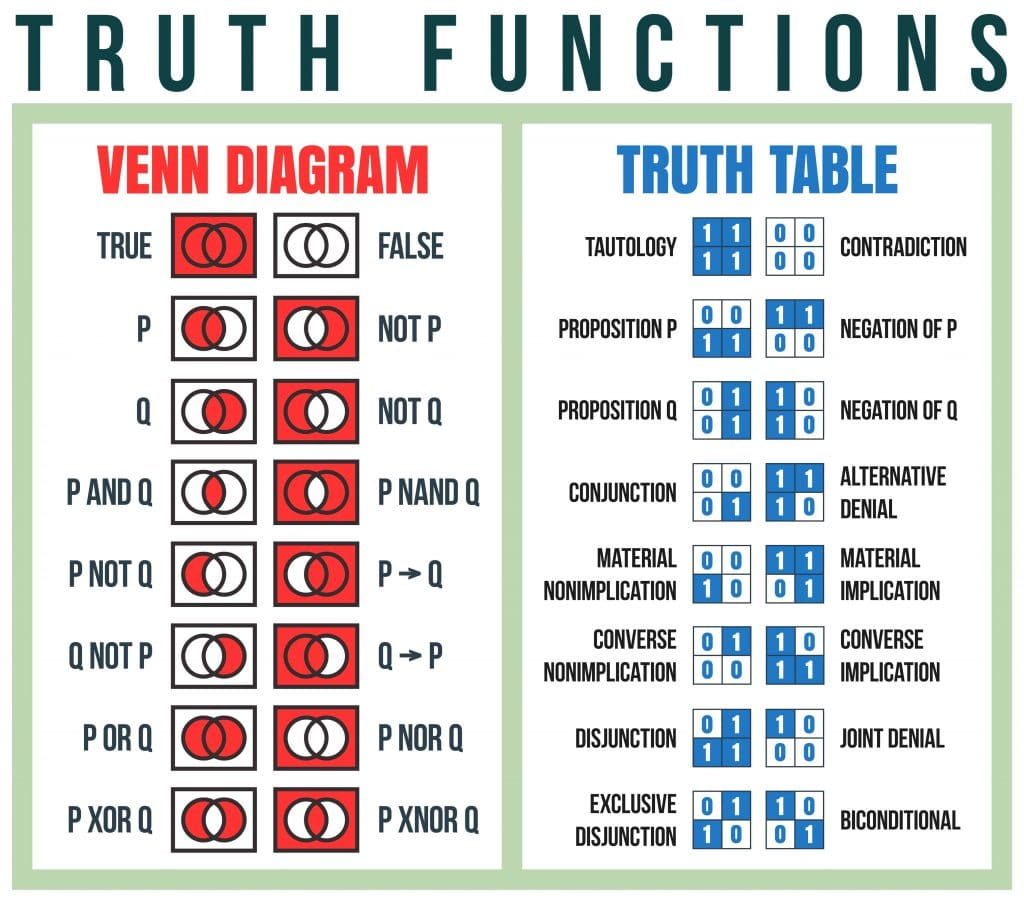 TRUTH FUNCTIONS
VENN DIAGRAM
TRUE
FALSE
P
NOT P
Q
NOT Q
P AND Q
P NAND Q
P NOT Q
P → Q
Q NOT P
Q → P
P OR Q
P NOR Q
P XOR Q
P XNOR Q
TRUTH TABLE
TAUTOLOGY
1 1
1 1
0 0
0 0
CONTRADICTION
PROPOSITION P
0 0
1 1
1 1
0 0
NEGATION OF P
PROPOSITION Q
0 1
0 1
1 0
1 0
NEGATION OF Q
CONJUNCTION
0 0
0 1
1 1
1 0
ALTERNATIVE
DENIAL
MATERIAL
NONIMPLICATION
0 0
1 0
1 1
0 1
MATERIAL
IMPLICATION
CONVERSE
NONIMPLICATION
0 1
0 0
1 0
1 1
CONVERSE
IMPLICATION
DISJUNCTION
0 1
1 1
1 0
0 0
JOINT DENIAL
EXCLUSIVE
DISJUNCTION
0 1
1 0
1 0
0 1
BICONDITIONAL